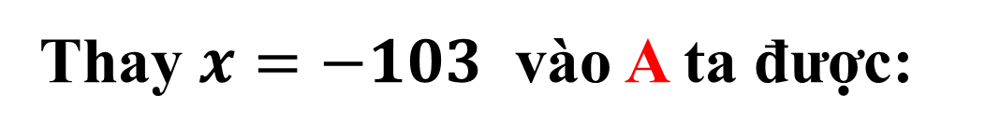 Thay x = −103 vào A ta được: